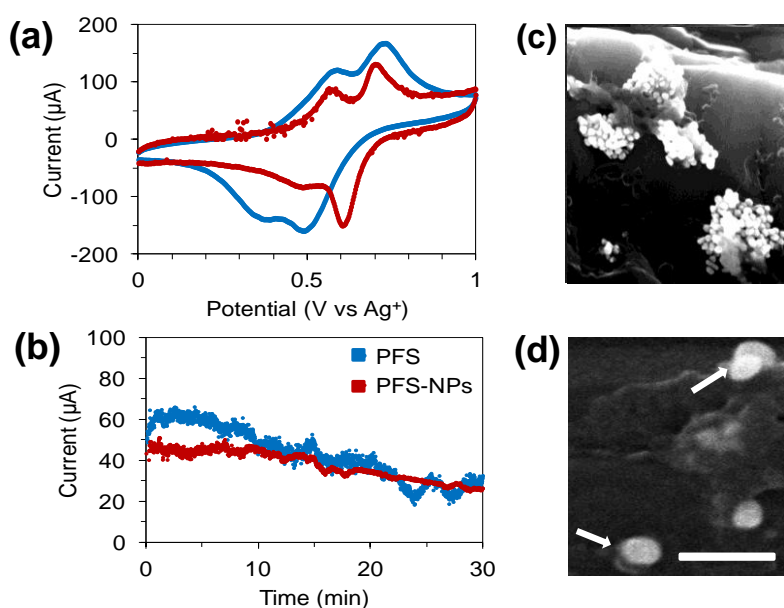 (a)
200
100
0
-100
-200
Current (µA)
0
0.5
1
Potential (V vs Ag⁺)
(b)
100
80
60
40
20
0
Current (µA)
PFS
PFS-NPs
0
10
20
30
Time (min)
(c)
(d)